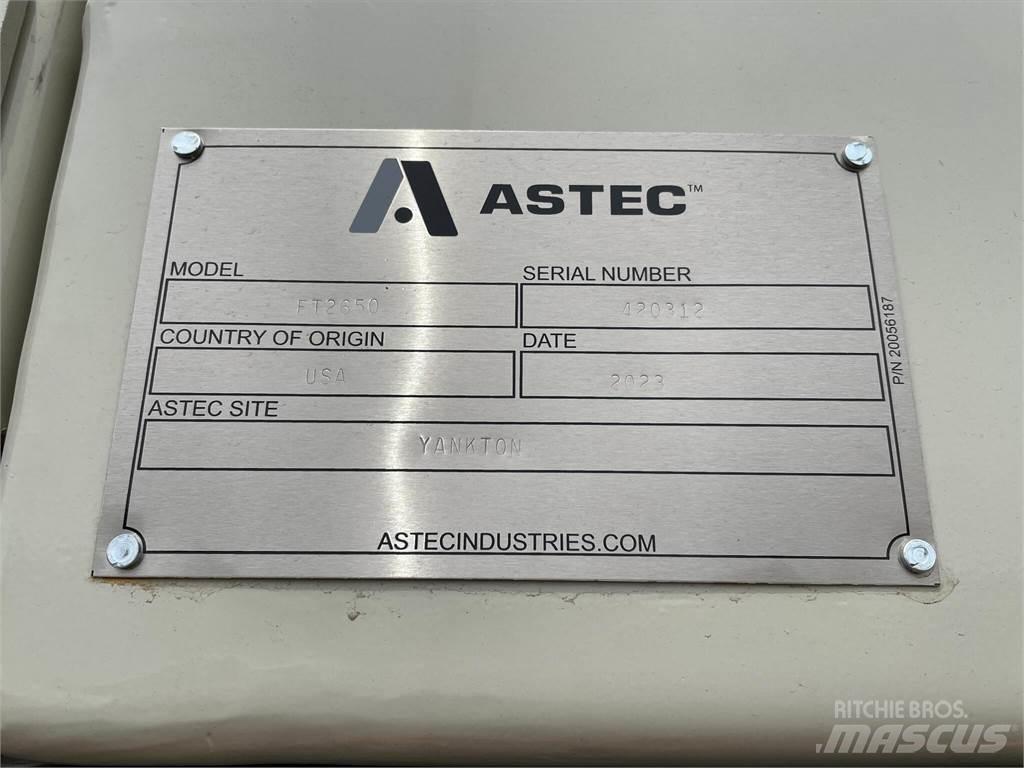 ASTEC™
MODEL
FT2650
SERIAL NUMBER
420312
COUNTRY OF ORIGIN
USA
DATE
2023
ASTEC SITE
YANKTON
P/N 20056187
ASTECINDUSTRIES.COM
RITCHIE BROS.
MASCUS